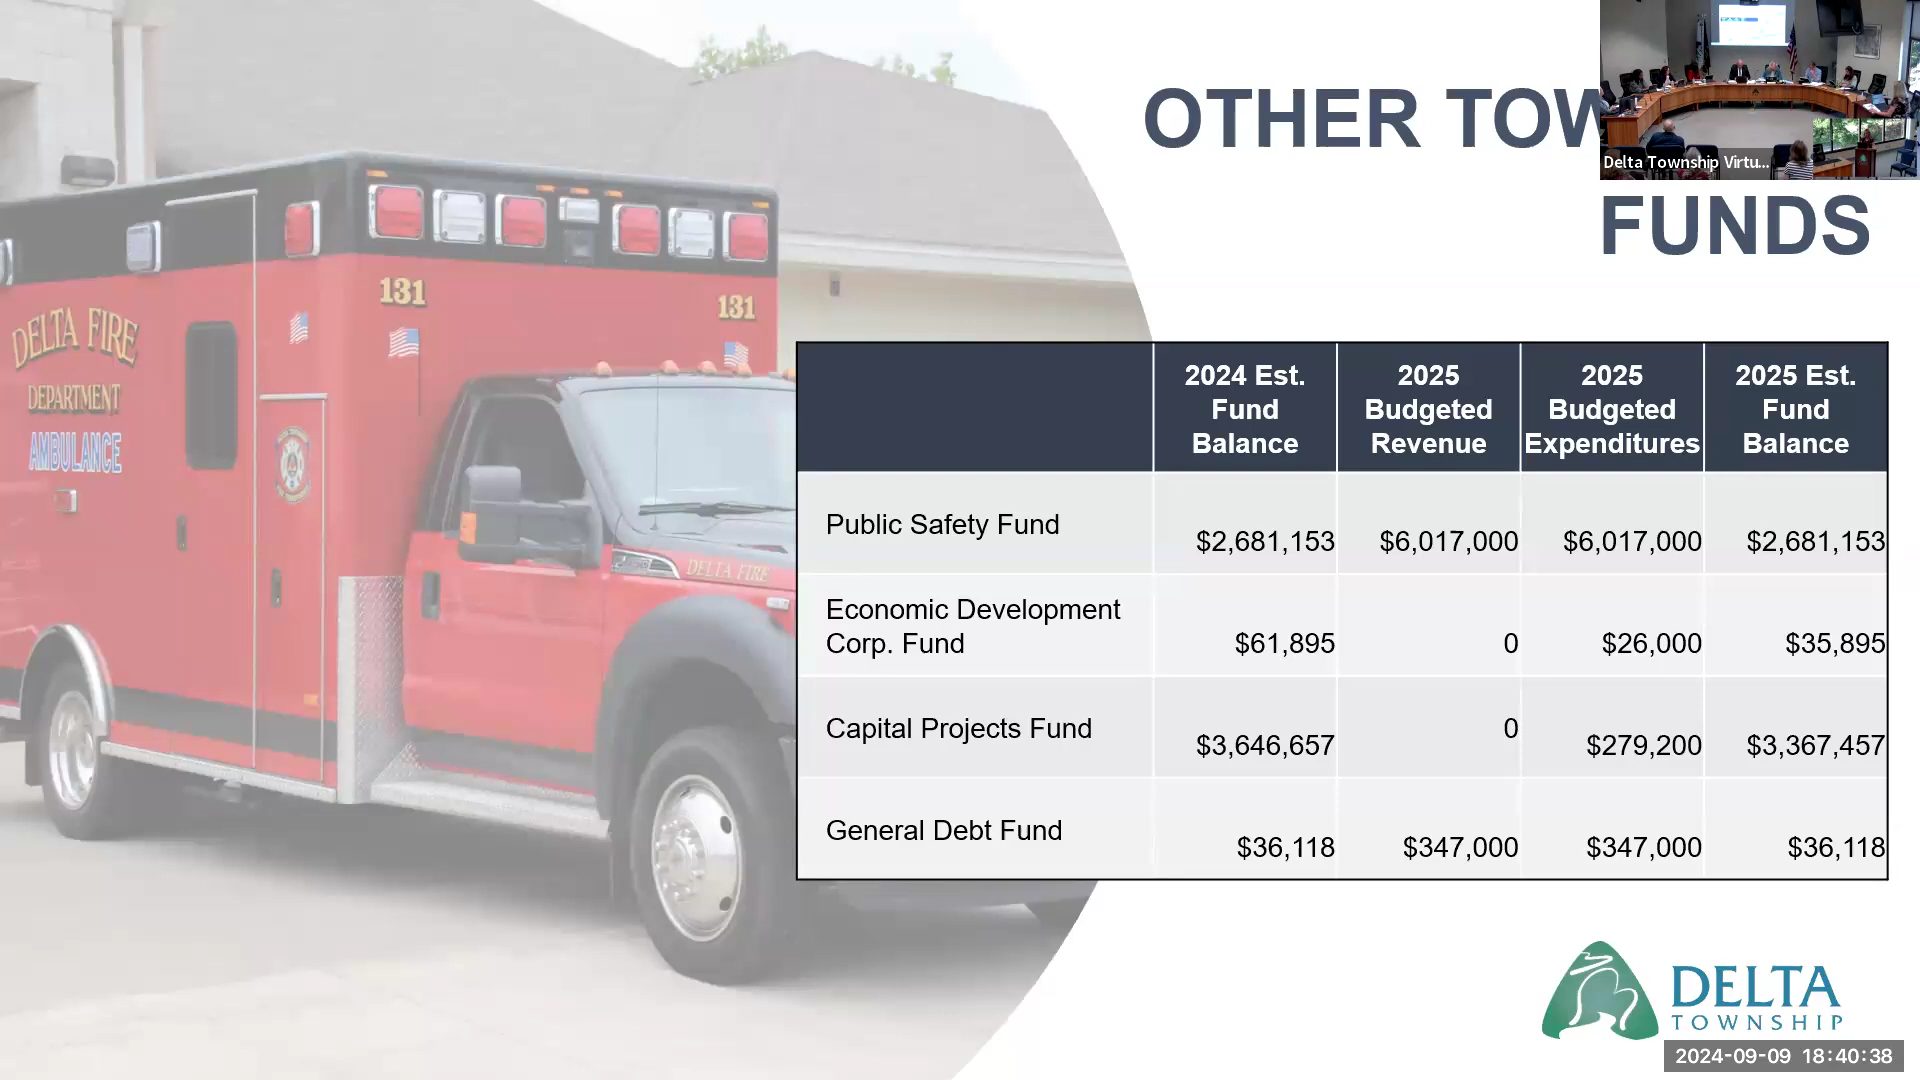 OTHER TOW
FUNDS
Delta Township Virtu...
131
131
DELTA FIRE
DEPARTMENT
AMBULANCE
DELTA FIRE
2024 Est. Fund Balance
2025 Budgeted Revenue
2025 Budgeted Expenditures
2025 Est. Fund Balance
Public Safety Fund $2,681,153 $6,017,000 $6,017,000 $2,681,153
Economic Development Corp. Fund $61,895 0 $26,000 $35,895
Capital Projects Fund $3,646,657 0 $279,200 $3,367,457
General Debt Fund $36,118 $347,000 $347,000 $36,118
DELTA
TOWNSHIP
2024-09-09 18:40:38